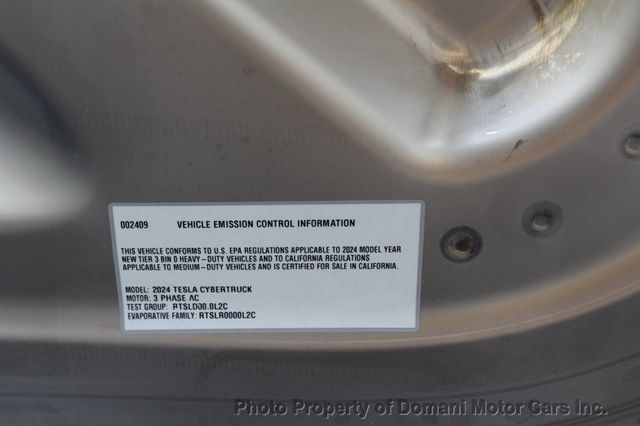 002409 VEHICLE EMISSION CONTROL INFORMATION
THIS VEHICLE CONFORMS TO U.S. EPA REGULATIONS APPLICABLE TO 2024 MODEL YEAR
NEW TIER 3 BIN 0 HEAVY-DUTY VEHICLES AND TO CALIFORNIA REGULATIONS
APPLICABLE TO MEDIUM-DUTY VEHICLES AND IS CERTIFIED FOR SALE IN CALIFORNIA.
MODEL: 2024 TESLA CYBERTRUCK
MOTOR: 3 PHASE AC
TEST GROUP: RTSLD00.0L2C
EVAPORATIVE FAMILY: RTSLR0000L2C
Photo Property of Domani Motor Cars Inc.